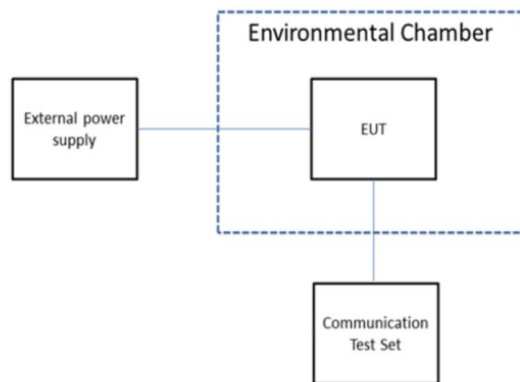 Environmental Chamber
External power
supply
EUT
Communication
Test Set